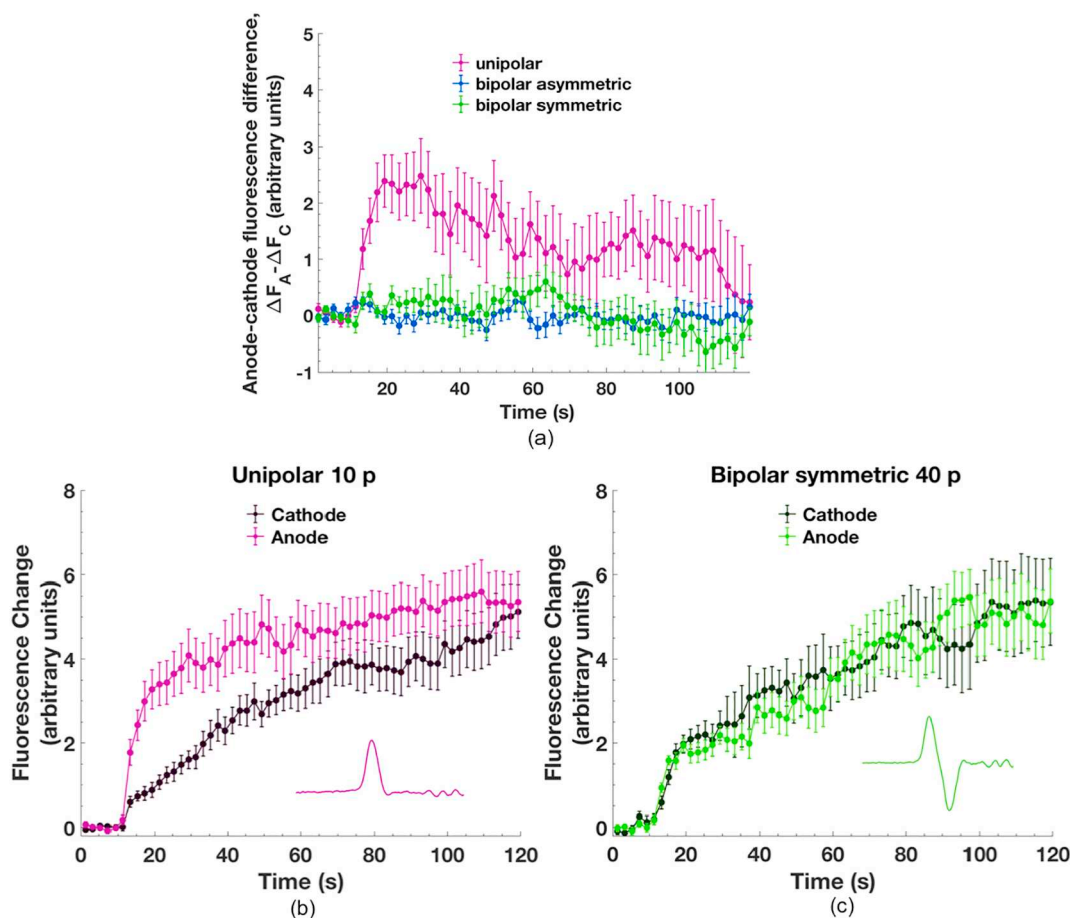 Anode-cathode fluorescence difference,
ΔF_A-ΔF_C (arbitrary units)
5
4
3
2
1
0
-1
unipolar
bipolar asymmetric
bipolar symmetric
20 40 60 80 100
Time (s)
(a)
Unipolar 10 p
Fluorescence Change
(arbitrary units)
8
6
4
2
0
Cathode
Anode
0 20 40 60 80 100 120
Time (s)
(b)
Bipolar symmetric 40 p
Fluorescence Change
(arbitrary units)
8
6
4
2
0
Cathode
Anode
0 20 40 60 80 100 120
Time (s)
(c)